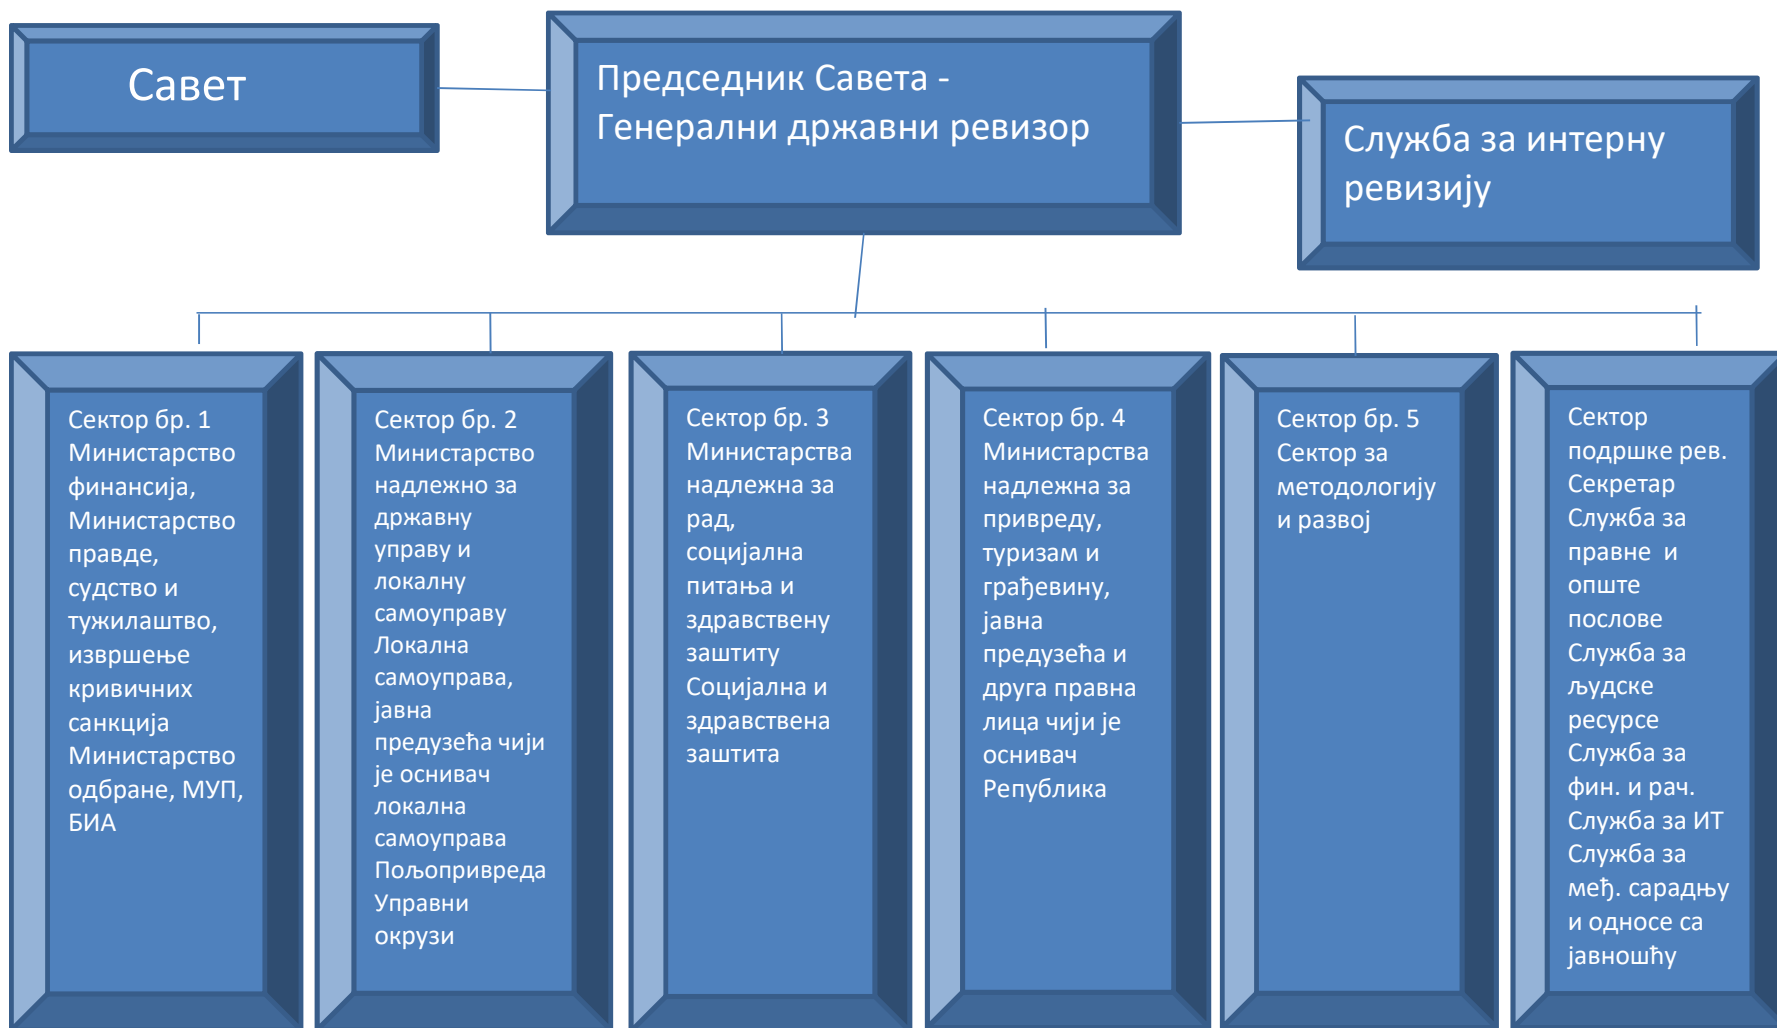 Савет
Председник Савета -
Генерални државни ревизор
Служба за интерну
ревизију
Сектор бр. 1
Министарство
финансија,
Министарство
правде,
судство и
тужилаштво,
извршење
кривичних
санкција
Министарство
одбране, МУП,
БИА
Сектор бр. 2
Министарство
надлежно за
државну
управу и
локалну
самоуправу
Локална
самоуправа,
јавна
предузећа чији
је оснивач
локална
самоуправа
Пољопривреда
Управни
окрузи
Сектор бр. 3
Министарства
надлежна за
рад,
социјална
питања и
здравствену
заштиту
Социјална и
здравствена
заштита
Сектор бр. 4
Министарства
надлежна за
привреду,
туризам и
грађевину,
јавна
предузећа и
друга правна
лица чији је
оснивач
Република
Сектор бр. 5
Сектор за
методологију
и развој
Сектор
подршке рев.
Секретар
Служба за
правне и
опште
послове
Служба за
људске
ресурсе
Служба за
фин. и рач.
Служба за ИТ
Служба за
међ. сарадњу
и односе са
јавношћу